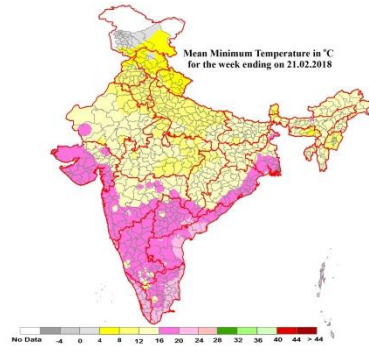 Mean Minimum Temperature in °C
for the week ending on 21.02.2018
No Data -4 0 4 8 12 16 20 24 28 32 36 40 44 > 44